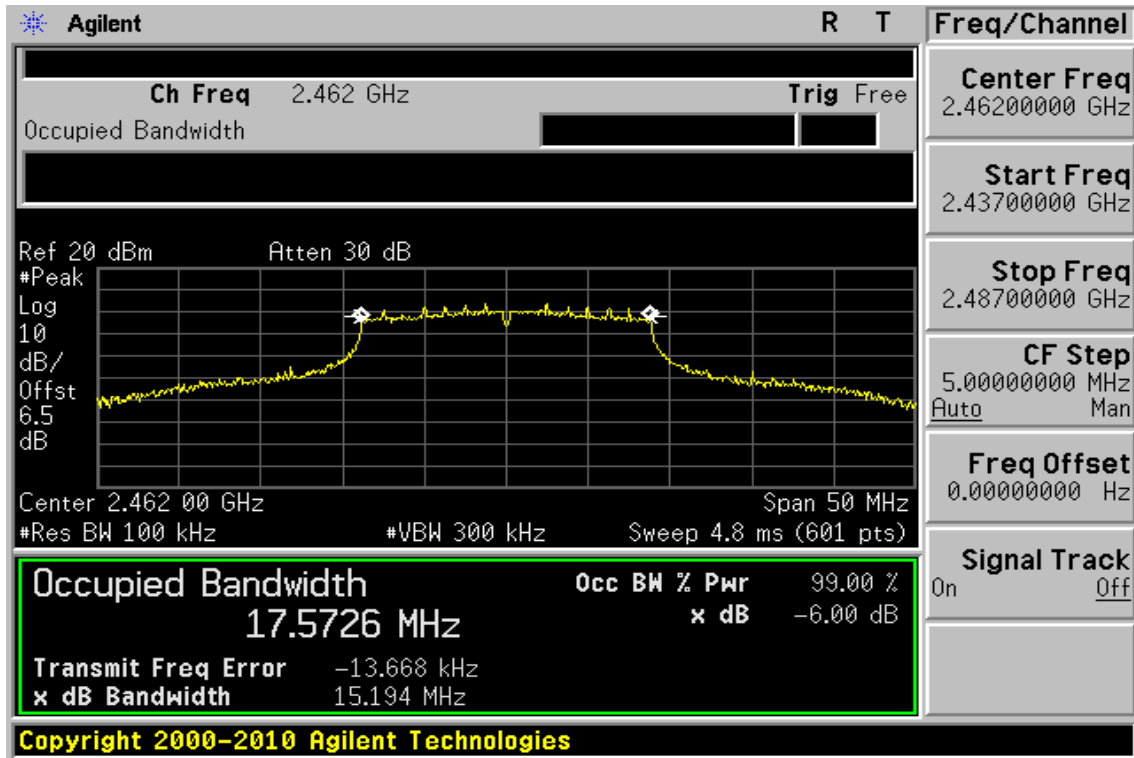 Agilent R T
Ch Freq 2.462 GHz Trig Free
Occupied Bandwidth
Ref 20 dBm Atten 30 dB
#Peak
Log
10
dB/
Offst
6.5
dB
Center 2.462 00 GHz Span 50 MHz
#Res BW 100 kHz #VBW 300 kHz Sweep 4.8 ms (601 pts)
Occupied Bandwidth
17.5726 MHz
Occ BW % Pwr 99.00 %
x dB -6.00 dB
Transmit Freq Error -13.668 kHz
x dB Bandwidth 15.194 MHz
Copyright 2000-2010 Agilent Technologies
Freq/Channel
Center Freq
2.46200000 GHz
Start Freq
2.43700000 GHz
Stop Freq
2.48700000 GHz
CF Step
5.00000000 MHz
Auto Man
Freq Offset
0.00000000 Hz
Signal Track
On Off